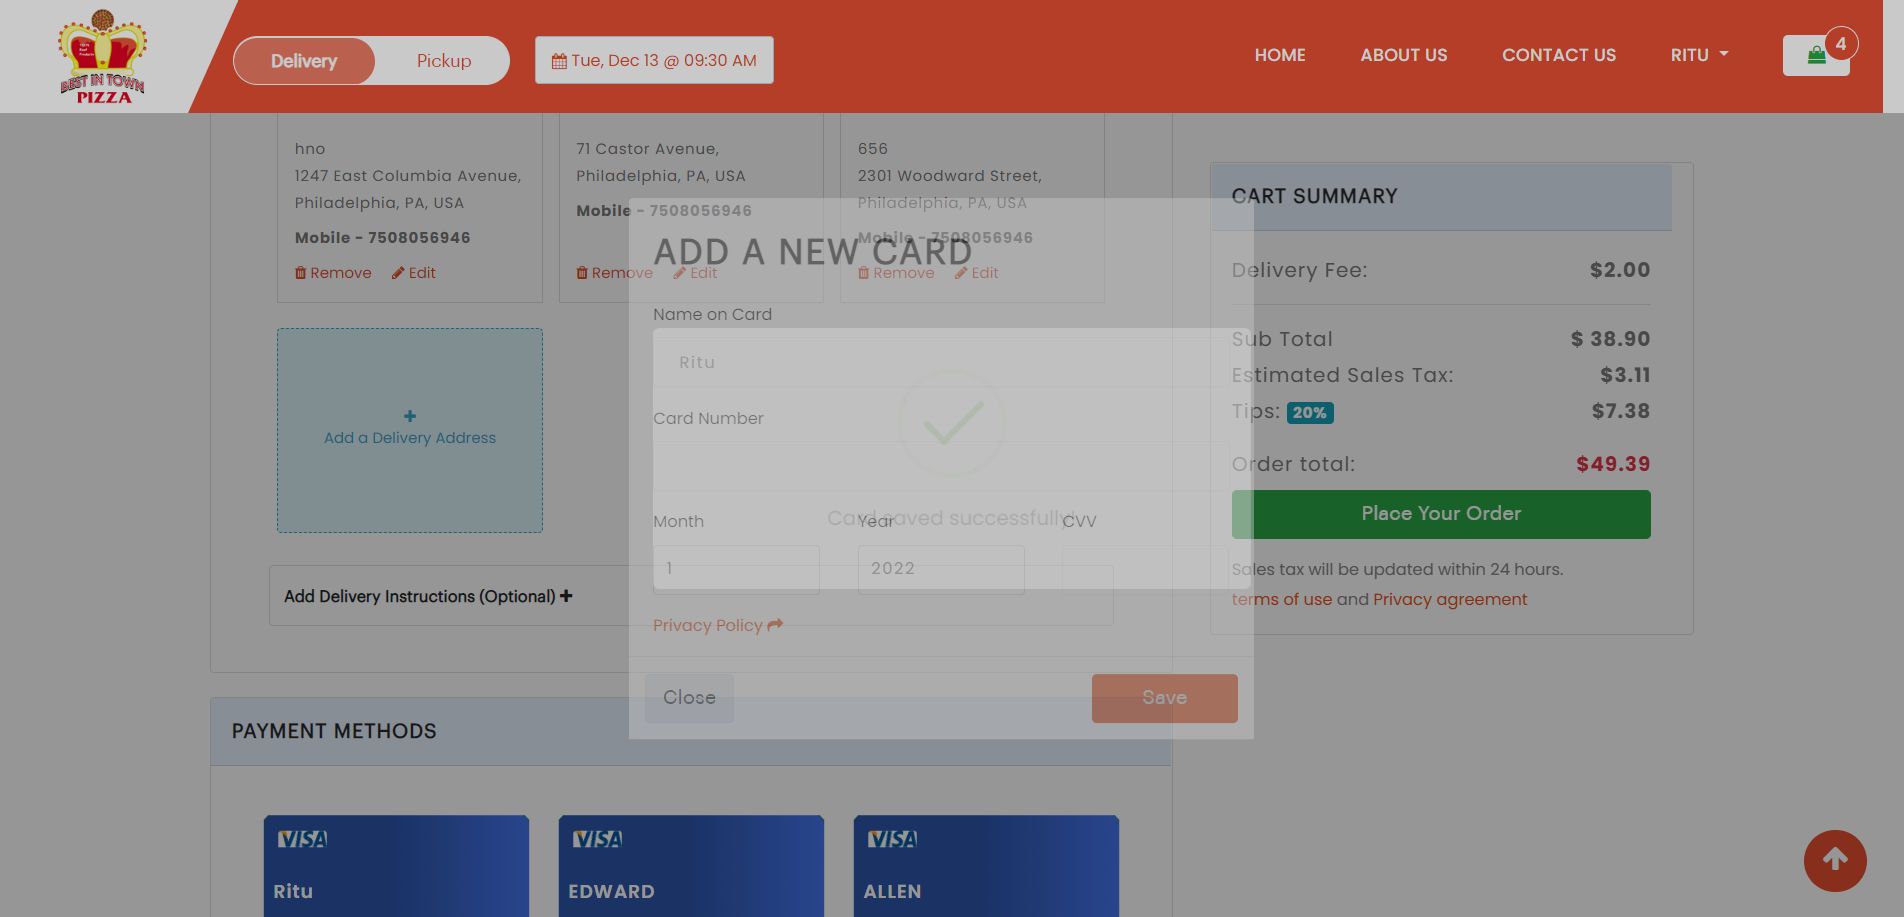 BEST IN TOWN
PIZZA
Delivery
Pickup
Tue, Dec 13 @ 09:30 AM
HOME
ABOUT US
CONTACT US
RITU
4
hno
1247 East Columbia Avenue,
Philadelphia, PA, USA
Mobile - 7508056946
Remove Edit
71 Castor Avenue,
Philadelphia, PA, USA
Mobile - 7508056946
Remove Edit
656
2301 Woodward Street,
Philadelphia, PA, USA
Mobile - 7508056946
Remove Edit
Add a Delivery Address
Add Delivery Instructions (Optional)
ADD A NEW CARD
Name on Card
Ritu
Card Number
Month Year CVV
1 2022
Privacy Policy
Close Save
Card saved successfully!
CART SUMMARY
Delivery Fee: $2.00
Sub Total $ 38.90
Estimated Sales Tax: $3.11
Tips: 20% $7.38
Order total: $49.39
Place Your Order
Sales tax will be updated within 24 hours.
terms of use and Privacy agreement
PAYMENT METHODS
VISA
Ritu
VISA
EDWARD
VISA
ALLEN